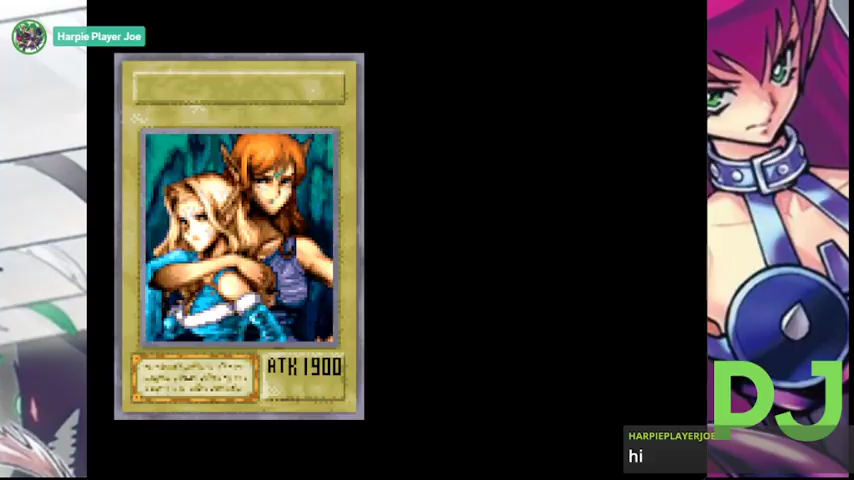 Harpie Player Joe
ATK 1900
DJ
HARPIEPLAYERJOE
hi